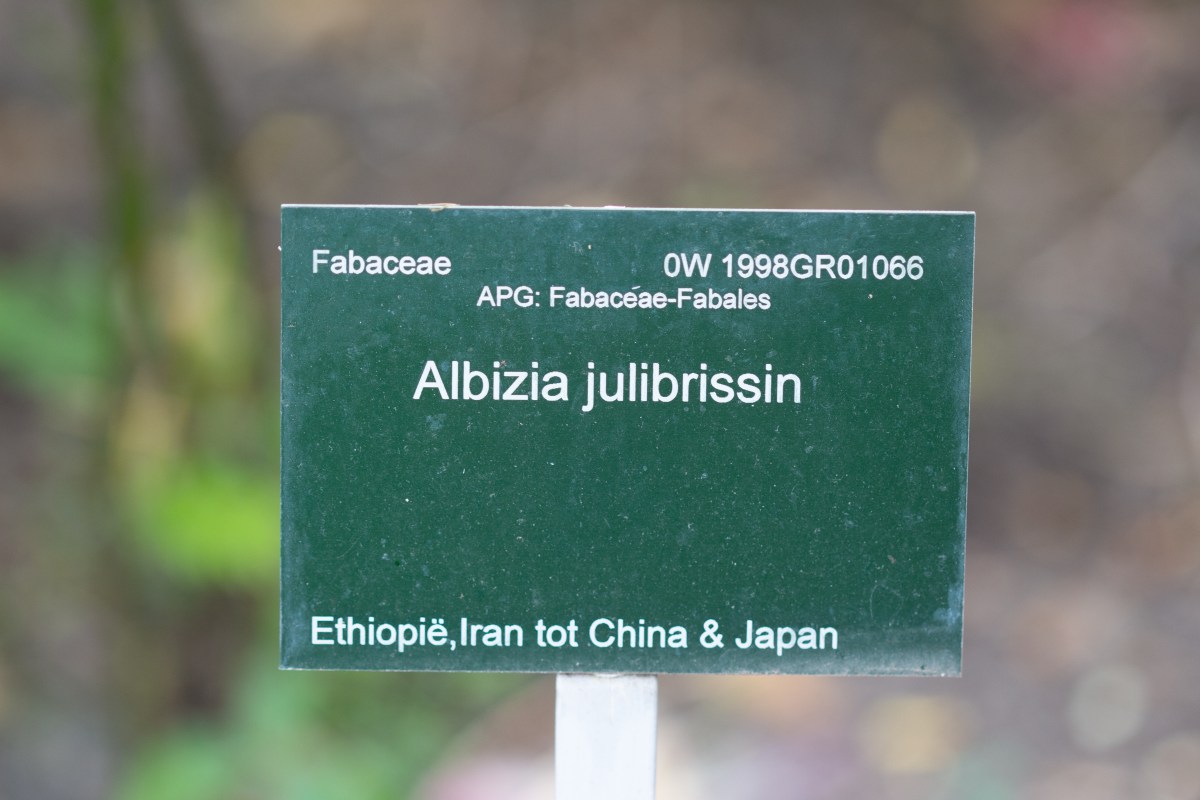 Fabaceae 0W 1998GR01066
APG: Fabaceae-Fabales
Albizia julibrissin
Ethiopië,Iran tot China & Japan